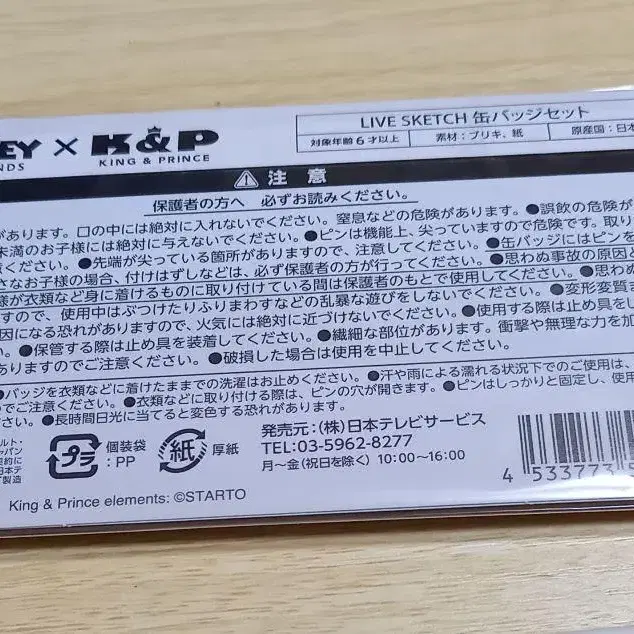 EY × K&P
NDS KING & PRINCE
LIVE SKETCH 缶バッジセット
対象年齢6才以上 素材:ブリキ、紙 原産国:日本
注意
保護者の方へ 必ずお読みください。
があります。口の中には絶対に入れないでください。窒息などの危険があります。●誤飲の危険が
未満のお子様には絶対に与えないでください。●ピンは機能上、尖っていますので危険です。取り
意ください。●先端が尖っている箇所がありますので、注意してください。●缶バッジにはピンを
さなお子様の場合、付けはずしなどは、必ず保護者の方が行ってください。●思わぬ事故の原因と
様が衣類など身に着けるものに取り付けている間は保護者のもとで使用してください。●思わぬ
すので、使用中はぶつけたりふりまわすなどの乱暴な遊びをしないでください。●変形変質
因になる恐れがありますので、火気には絶対に近づけないでください。●使用する際は止め具を
●保管する際は止め具を装着してください。●繊細な部位があります。衝撃や無理な力を加
ありますのでご注意ください。●破損した場合は使用を中止してください。
●バッジを衣類などに着けたままでの洗濯はお止めください。●汗や雨による濡れる状況下でのご使用は、
のでご注意ください。●衣類などに取り付ける際は、ピンの穴が開きます。●ピンはしっかりと固定し、使用
●長時間日光に当てると変色する恐れがあります。
ルト・
ャパン
契約に
日本テ
製造
プラ 個装袋
:PP
紙 厚紙
発売元:(株)日本テレビサービス
TEL:03-5962-8277
月~金(祝日を除く) 10:00~16:00
4 533773
King & Prince elements: ©STARTO